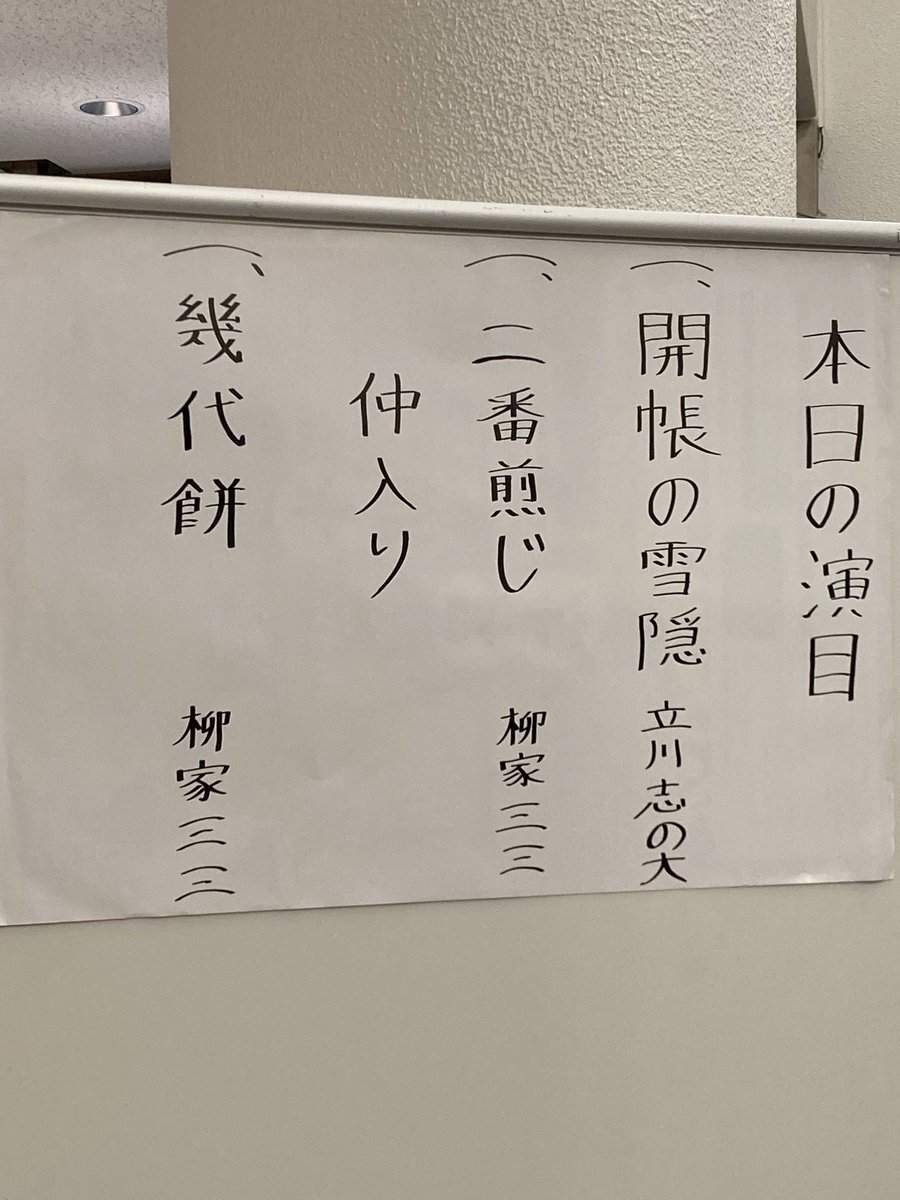 本日の演目
一、開帳の雪隠 立川志の大
一、二番煎じ 柳家三三
仲入り
一、幾代餅 柳家三三